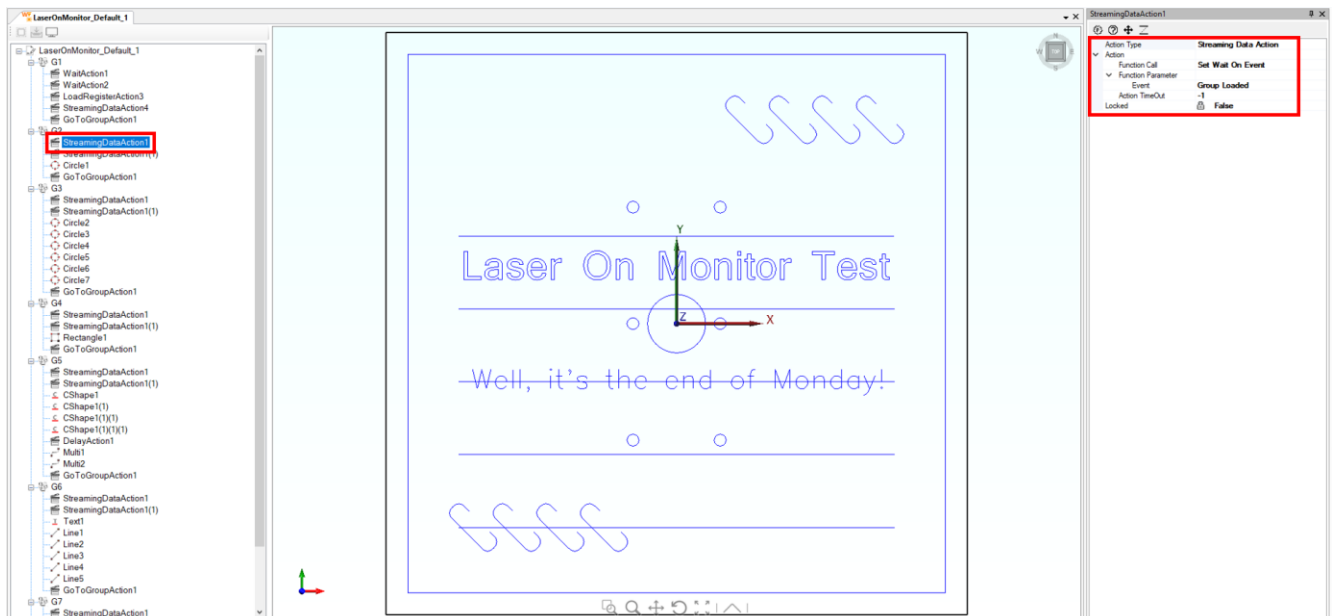 LaserOnMonitor_Default_1
LaserOnMonitor_Default_1
G1
WaitAction1
WaitAction2
LoadRegisterAction3
StreamingDataAction4
GoToGroupAction1
G2
StreamingDataAction1
StreamingDataAction1(1)
Circle1
GoToGroupAction1
G3
StreamingDataAction1
StreamingDataAction1(1)
Circle2
Circle3
Circle4
Circle5
Circle6
Circle7
GoToGroupAction1
G4
StreamingDataAction1
StreamingDataAction1(1)
Rectangle1
GoToGroupAction1
G5
StreamingDataAction1
StreamingDataAction1(1)
CShape1
CShape1(1)
CShape1(1)(1)
CShape1(1)(1)(1)
DelayAction1
Multi1
Multi2
GoToGroupAction1
G6
StreamingDataAction1
StreamingDataAction1(1)
Text1
Line1
Line2
Line3
Line4
Line5
GoToGroupAction1
G7
StreamingDataAction1
N
W TOP E
S
Y
Laser On Monitor Test
Z X
Well, it's the end of Monday!
StreamingDataAction1
Action Type Streaming Data Action
Action
Function Call Set Wait On Event
Function Parameter
Event Group Loaded
Action TimeOut -1
Locked False